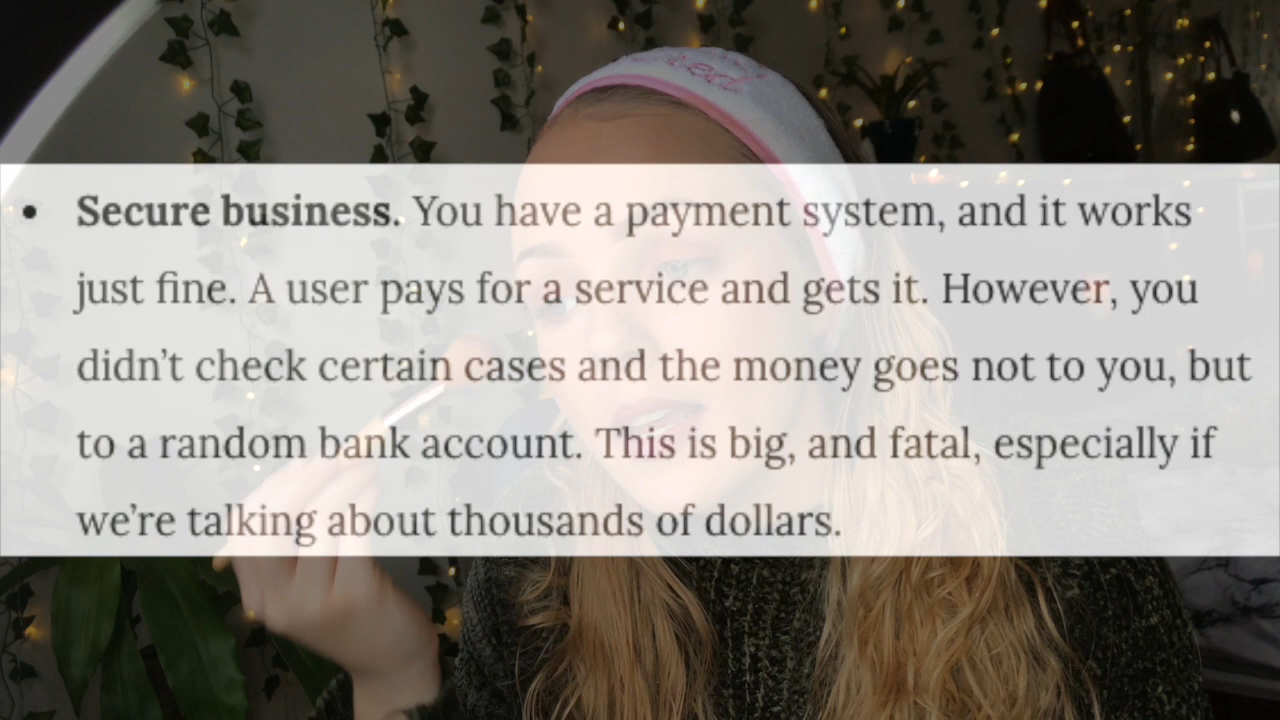 • Secure business. You have a payment system, and it works
just fine. A user pays for a service and gets it. However, you
didn’t check certain cases and the money goes not to you, but
to a random bank account. This is big, and fatal, especially if
we’re talking about thousands of dollars.